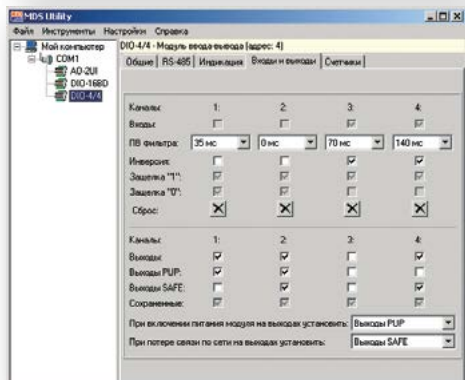 MDS Utility
Файл Инструменты Настройки Справка
Мой компьютер
COM1
AO-2UI
DIO-16BD
DIO-4/4
DIO-4/4 - Модуль ввода-вывода [адрес: 4]
Общие RS-485 Индикация Входы и выходы Счетчики
Каналы: 1: 2: 3: 4:
Входы:
ПВ фильтра: 35 мс 0 мс 70 мс 140 мс
Инверсия:
Защелка "1":
Защелка "0":
Сброс:
Каналы: 1: 2: 3: 4:
Выходы:
Выходы PUP:
Выходы SAFE:
Сохраненные:
При включении питания модуля на выходах установить: Выходы PUP
При потере связи по сети на выходах установить: Выходы SAFE